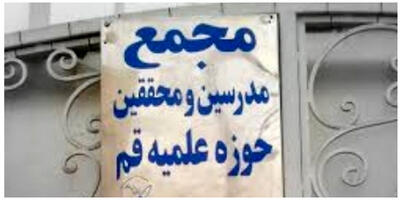 مجمع
مدرسین و محققین
حوزه علمیه قم